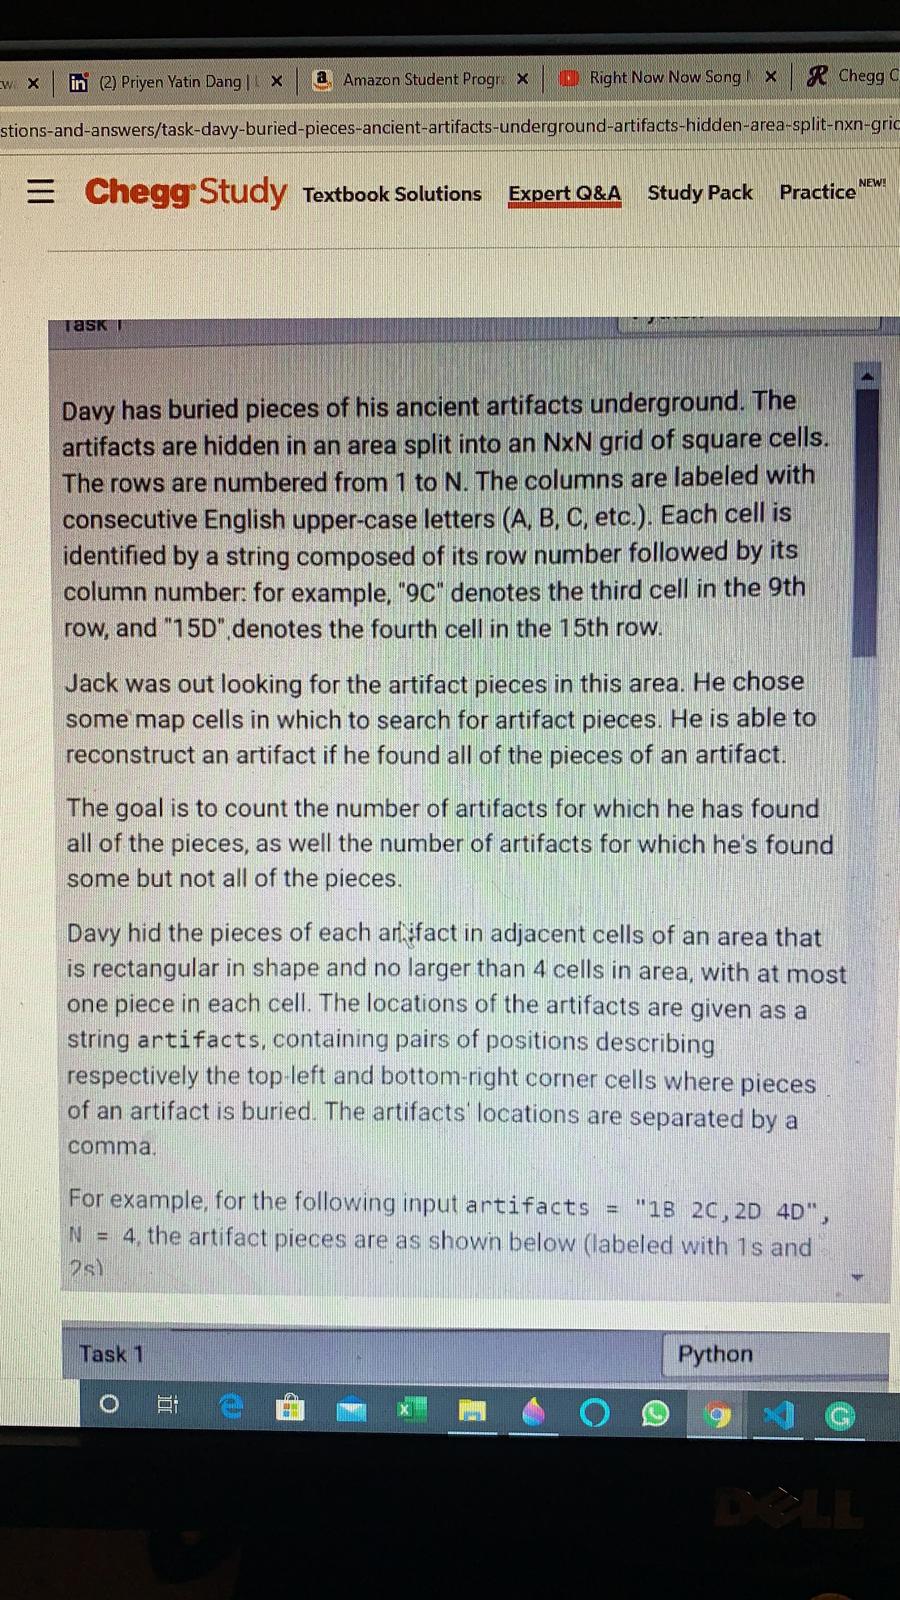 (2) Priyen Yatin Dang | Amazon Student Progr Right Now Now Song Chegg C
stions-and-answers/task-davy-buried-pieces-ancient-artifacts-underground-artifacts-hidden-area-split-nxn-grid
Chegg Study Textbook Solutions Expert Q&A Study Pack Practice NEW!
Task 1
Davy has buried pieces of his ancient artifacts underground. The
artifacts are hidden in an area split into an NxN grid of square cells.
The rows are numbered from 1 to N. The columns are labeled with
consecutive English upper-case letters (A, B, C, etc.). Each cell is
identified by a string composed of its row number followed by its
column number: for example, "9C" denotes the third cell in the 9th
row, and "15D" denotes the fourth cell in the 15th row.
Jack was out looking for the artifact pieces in this area. He chose
some map cells in which to search for artifact pieces. He is able to
reconstruct an artifact if he found all of the pieces of an artifact.
The goal is to count the number of artifacts for which he has found
all of the pieces, as well the number of artifacts for which he's found
some but not all of the pieces.
Davy hid the pieces of each artifact in adjacent cells of an area that
is rectangular in shape and no larger than 4 cells in area, with at most
one piece in each cell. The locations of the artifacts are given as a
string artifacts, containing pairs of positions describing
respectively the top-left and bottom-right corner cells where pieces
of an artifact is buried. The artifacts' locations are separated by a
comma.
For example, for the following input artifacts = "1B 2C,2D 4D",
N = 4, the artifact pieces are as shown below (labeled with 1s and
2s)
Task 1 Python
DELL